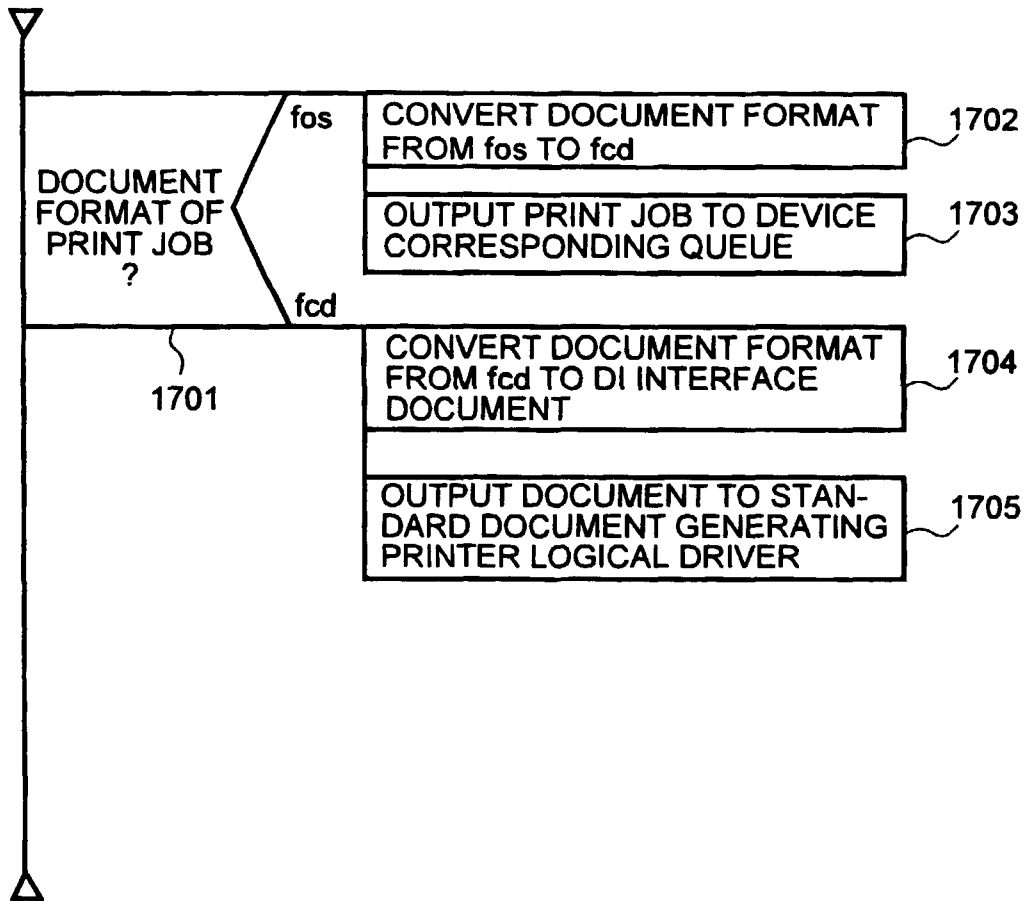 fos
CONVERT DOCUMENT FORMAT
FROM fos TO fcd
1702
DOCUMENT
FORMAT OF
PRINT JOB
?
OUTPUT PRINT JOB TO DEVICE
CORRESPONDING QUEUE
1703
fcd
1701
CONVERT DOCUMENT FORMAT
FROM fcd TO DI INTERFACE
DOCUMENT
1704
OUTPUT DOCUMENT TO STAN-
DARD DOCUMENT GENERATING
PRINTER LOGICAL DRIVER
1705